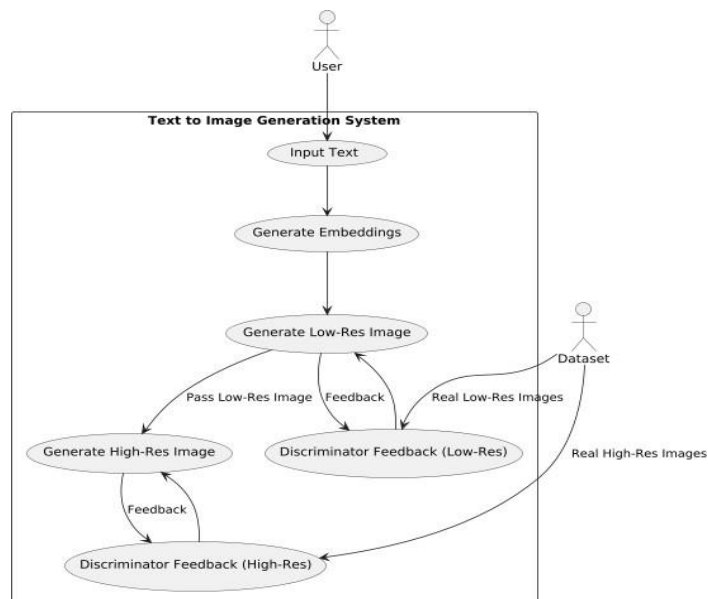 User
Text to Image Generation System
Input Text
Generate Embeddings
Generate Low-Res Image
Dataset
Pass Low-Res Image
Feedback
Real Low-Res Images
Generate High-Res Image
Discriminator Feedback (Low-Res)
Real High-Res Images
Feedback
Discriminator Feedback (High-Res)